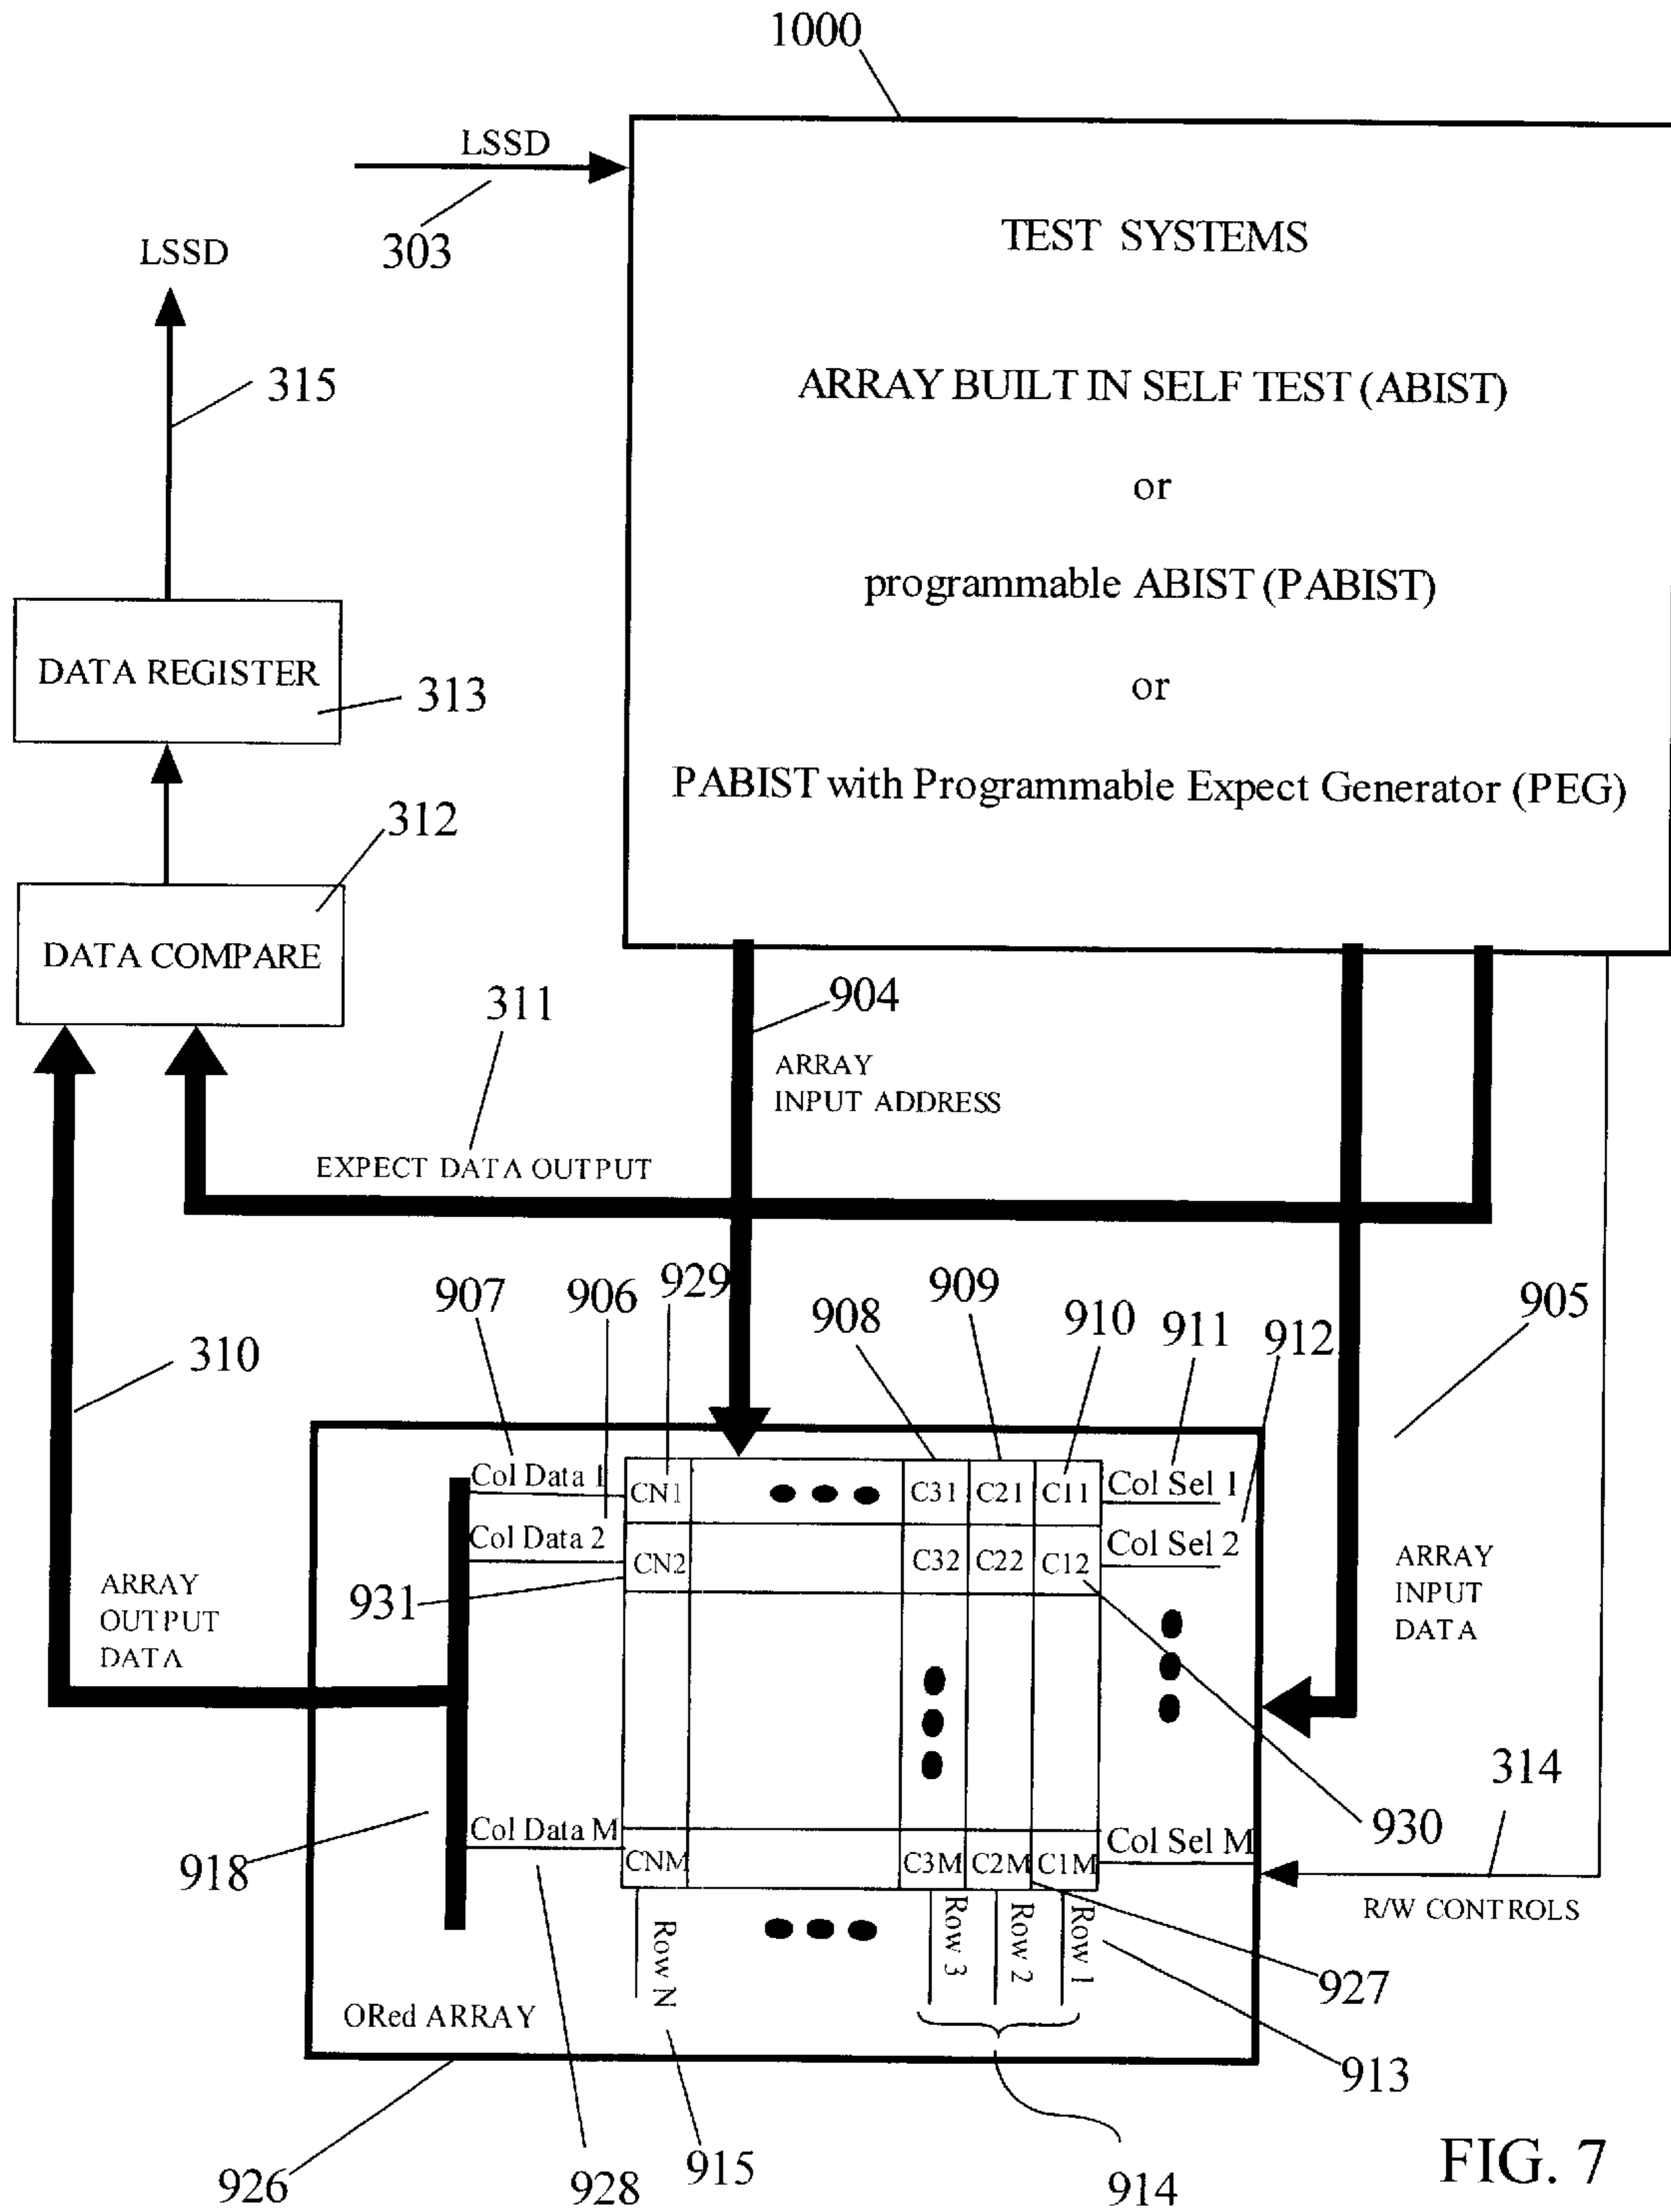 1000
LSSD
303
TEST SYSTEMS
ARRAY BUILT IN SELF TEST (ABIST)
or
programmable ABIST (PABIST)
or
PABIST with Programmable Expect Generator (PEG)
LSSD
315
DATA REGISTER
313
312
DATA COMPARE
311
904
ARRAY
INPUT ADDRESS
EXPECT DATA OUTPUT
905
310
907
906
929
908
909
910
911
912
Col Data 1
CN1
C31
C21
C11
Col Sel 1
Col Data 2
CN2
C32
C22
C12
Col Sel 2
931
ARRAY
OUTPUT
DATA
ARRAY
INPUT
DATA
314
930
918
Col Data M
CNM
C3M
C2M
C1M
Col Sel M
R/W CONTROLS
Row N
Row 3
Row 2
Row 1
927
913
ORed ARRAY
926
928
915
914
FIG. 7